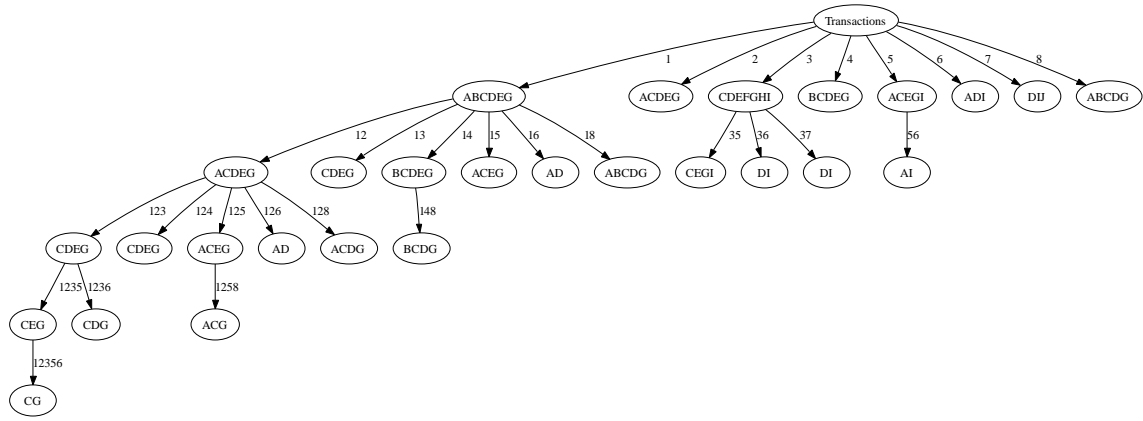 Transactions
1
2
3
4
5
6
7
8
ABCDEG
ACDEG
CDEFGHI
BCDEG
ACEGI
ADI
DIJ
ABCDG
12
13
14
15
16
18
35
36
37
56
ACDEG
CDEG
BCDEG
ACEG
AD
ABCDG
CEGI
DI
DI
AI
123
124
125
126
128
148
CDEG
CDEG
ACEG
AD
ACDG
BCDG
1235
1236
1258
CEG
CDG
ACG
12356
CG